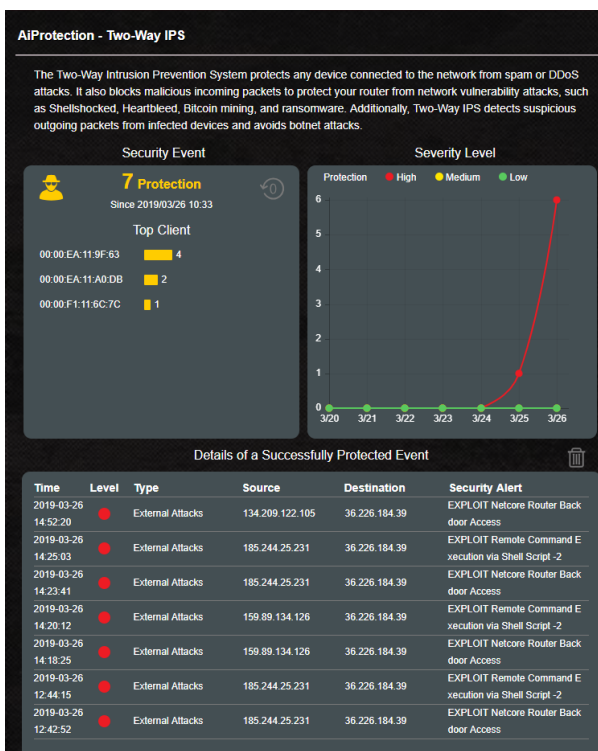 AiProtection - Two-Way IPS
The Two-Way Intrusion Prevention System protects any device connected to the network from spam or DDoS
attacks. It also blocks malicious incoming packets to protect your router from network vulnerability attacks, such
as Shellshocked, Heartbleed, Bitcoin mining, and ransomware. Additionally, Two-Way IPS detects suspicious
outgoing packets from infected devices and avoids botnet attacks.
Security Event
7 Protection
0
Since 2019/03/26 10:33
Top Client
00:00:EA:11:9F:63 4
00:00:EA:11:A0:DB 2
00:00:F1:11:6C:7C 1
Severity Level
Protection High Medium Low
6
5
4
3
2
1
0
3/20 3/21 3/22 3/23 3/24 3/25 3/26
Details of a Successfully Protected Event
Time Level Type Source Destination Security Alert
2019-03-26 EXPLOIT Netcore Router Back
External Attacks 134.209.122.105 36.226.184.39
14:52:20 door Access
2019-03-26 EXPLOIT Remote Command E
External Attacks 185.244.25.231 36.226.184.39
14:25:03 xecution via Shell Script -2
2019-03-26 EXPLOIT Netcore Router Back
External Attacks 185.244.25.231 36.226.184.39
14:23:41 door Access
2019-03-26 EXPLOIT Remote Command E
External Attacks 159.89.134.126 36.226.184.39
14:20:12 xecution via Shell Script -2
2019-03-26 EXPLOIT Netcore Router Back
External Attacks 159.89.134.126 36.226.184.39
14:18:25 door Access
2019-03-26 EXPLOIT Remote Command E
External Attacks 185.244.25.231 36.226.184.39
12:44:15 xecution via Shell Script -2
2019-03-26 EXPLOIT Netcore Router Back
External Attacks 185.244.25.231 36.226.184.39
12:42:52 door Access